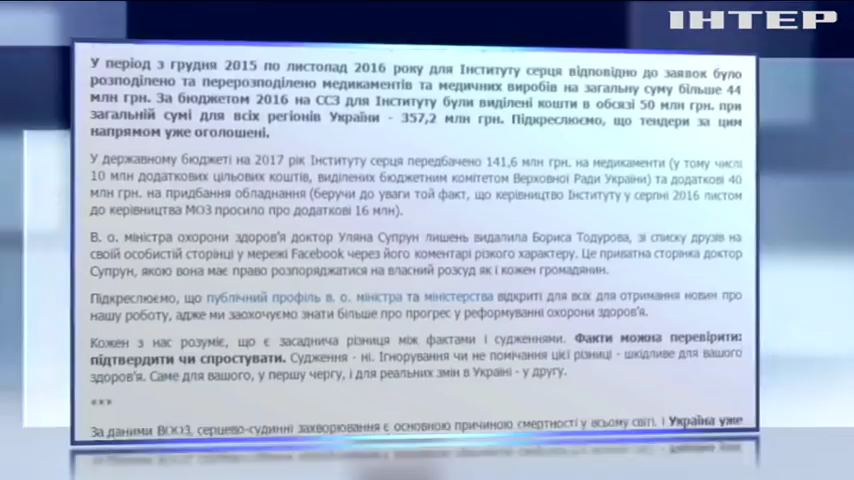 ІНТЕР
У період з грудня 2015 по листопад 2016 року для Інституту серця відповідно до заявок було
розподілено та перерозподілено медикаментів та медичних виробів на загальну суму більше 44
млн грн. За бюджетом 2016 на ССЗ для Інституту були виділені кошти в обсязі 50 млн грн. при
загальній сумі для всіх регіонів України - 357,2 млн грн. Підкреслюємо, що тендери за цим
напрямом уже оголошені.
У державному бюджеті на 2017 рік Інституту серця передбачено 141,6 млн грн. на медикаменти (у тому числі
10 млн додаткових цільових коштів, виділених бюджетним комітетом Верховної Ради України) та додаткові 40
млн грн. на придбання обладнання (беручи до уваги той факт, що керівництво Інституту у серпні 2016 листом
до керівництва МОЗ просило про додаткові 16 млн).
В. о. міністра охорони здоров'я доктор Уляна Супрун лишень видалила Бориса Тодурова, зі списку друзів на
своїй особистій сторінці у мережі Facebook через його коментарі різкого характеру. Це приватна сторінка доктор
Супрун, якою вона має право розпоряджатися на власний розсуд як і кожен громадянин.
Підкреслюємо, що публічний профіль в. о. міністра та міністерства відкриті для всіх для отримання новин про
нашу роботу, адже ми заохочуємо знати більше про прогрес у реформуванні охорони здоров'я.
Кожен з нас розуміє, що є засаднича різниця між фактами і судженнями. Факти можна перевірити:
підтвердити чи спростувати. Судження - ні. Ігнорування чи не помічання цієї різниці - шкідливе для вашого
здоров'я. Саме для вашого, у першу чергу, і для реальних змін в Україні - у другу.
***
За даними ВООЗ, серцево-судинні захворювання є основною причиною смертності у всьому світі, і Україна уже